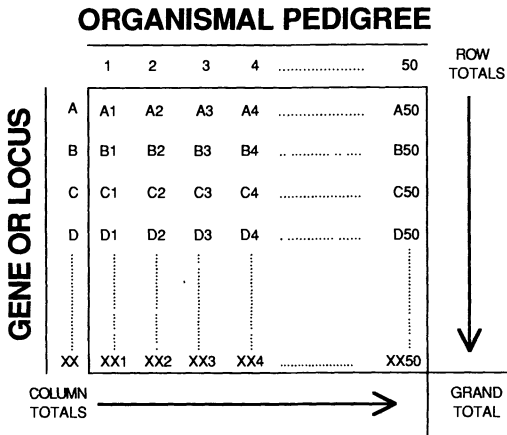 ORGANISMAL PEDIGREE
1 2 3 4 ..................... 50
ROW
TOTALS
GENE OR LOCUS
A A1 A2 A3 A4 ..................... A50
B B1 B2 B3 B4 .. .......... .. ... B50
C C1 C2 C3 C4 ..................... C50
D D1 D2 D3 D4 . ............ ...... D50
XX XX1 XX2 XX3 XX4 .................. XX50
COLUMN
TOTALS
GRAND
TOTAL